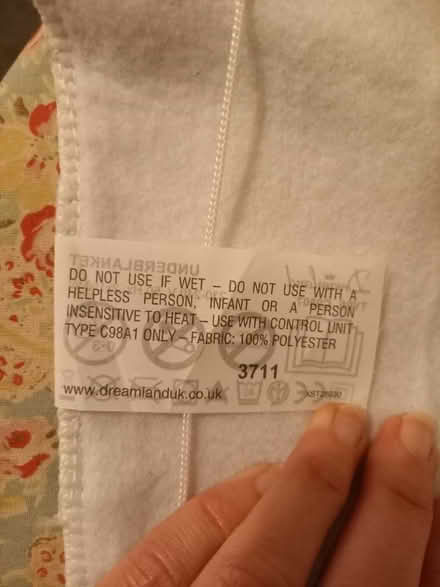 DO NOT USE IF WET – DO NOT USE WITH A
HELPLESS PERSON, INFANT OR A PERSON
INSENSITIVE TO HEAT – USE WITH CONTROL UNIT
TYPE C98A1 ONLY – FABRIC: 100% POLYESTER
3711
www.dreamlanduk.co.uk
UNDERBLANKET